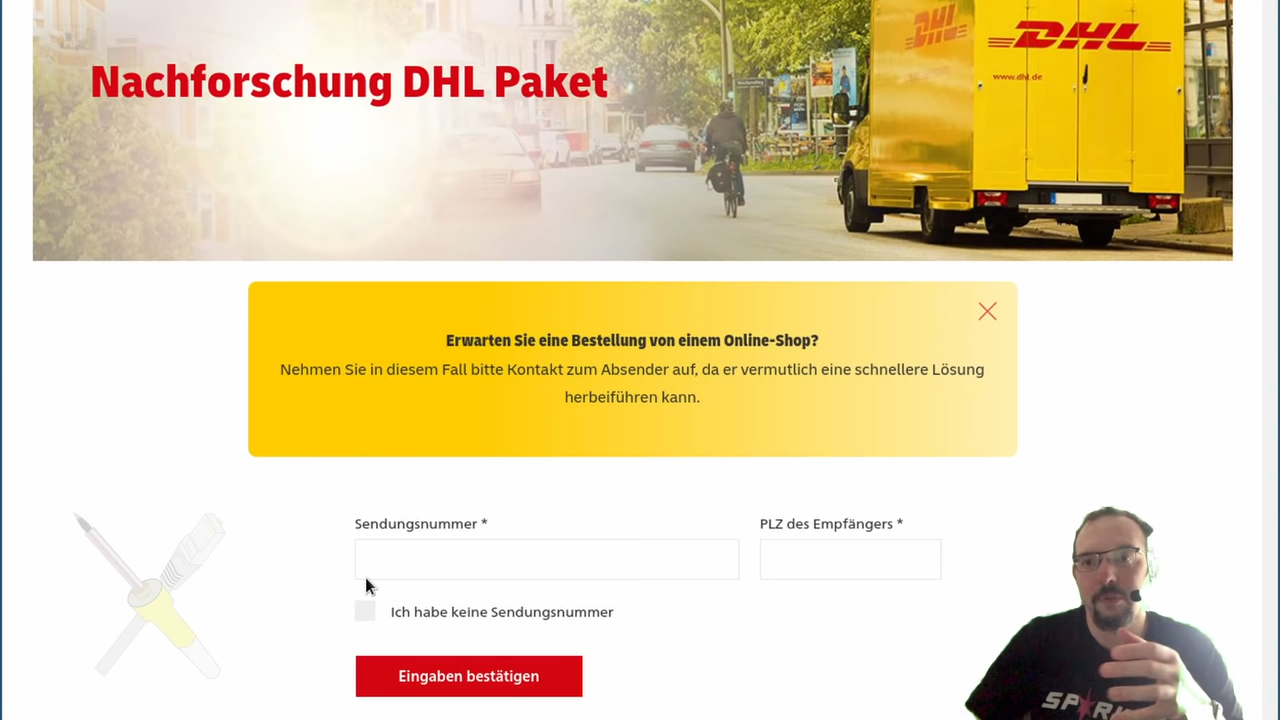 Nachforschung DHL Paket
DHL
DHL
www.dhl.de
Erwarten Sie eine Bestellung von einem Online-Shop?
Nehmen Sie in diesem Fall bitte Kontakt zum Absender auf, da er vermutlich eine schnellere Lösung
herbeiführen kann.
Sendungsnummer *
PLZ des Empfängers *
Ich habe keine Sendungsnummer
Eingaben bestätigen